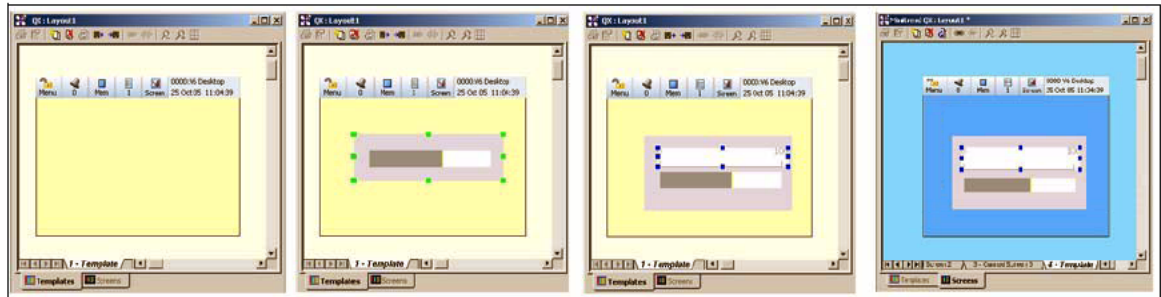 QX : Layout1
Menu 0 Mem 1 Screen
0000:V6 Desktop
25 Oct 05 11:04:39
1 - Template
Templates Screens
QX : Layout1
Menu 0 Mem 1 Screen
0000:V6 Desktop
25 Oct 05 11:04:39
1 - Template
Templates Screens
QX : Layout1
Menu 0 Mem 1 Screen
0000:V6 Desktop
25 Oct 05 11:04:39
1 - Template
Templates Screens
QX : Layout1 *
Menu 0 Mem 1 Screen
0000 V6 Desktop
25 Oct 05 11:04:39
4 - Template
Templates Screens